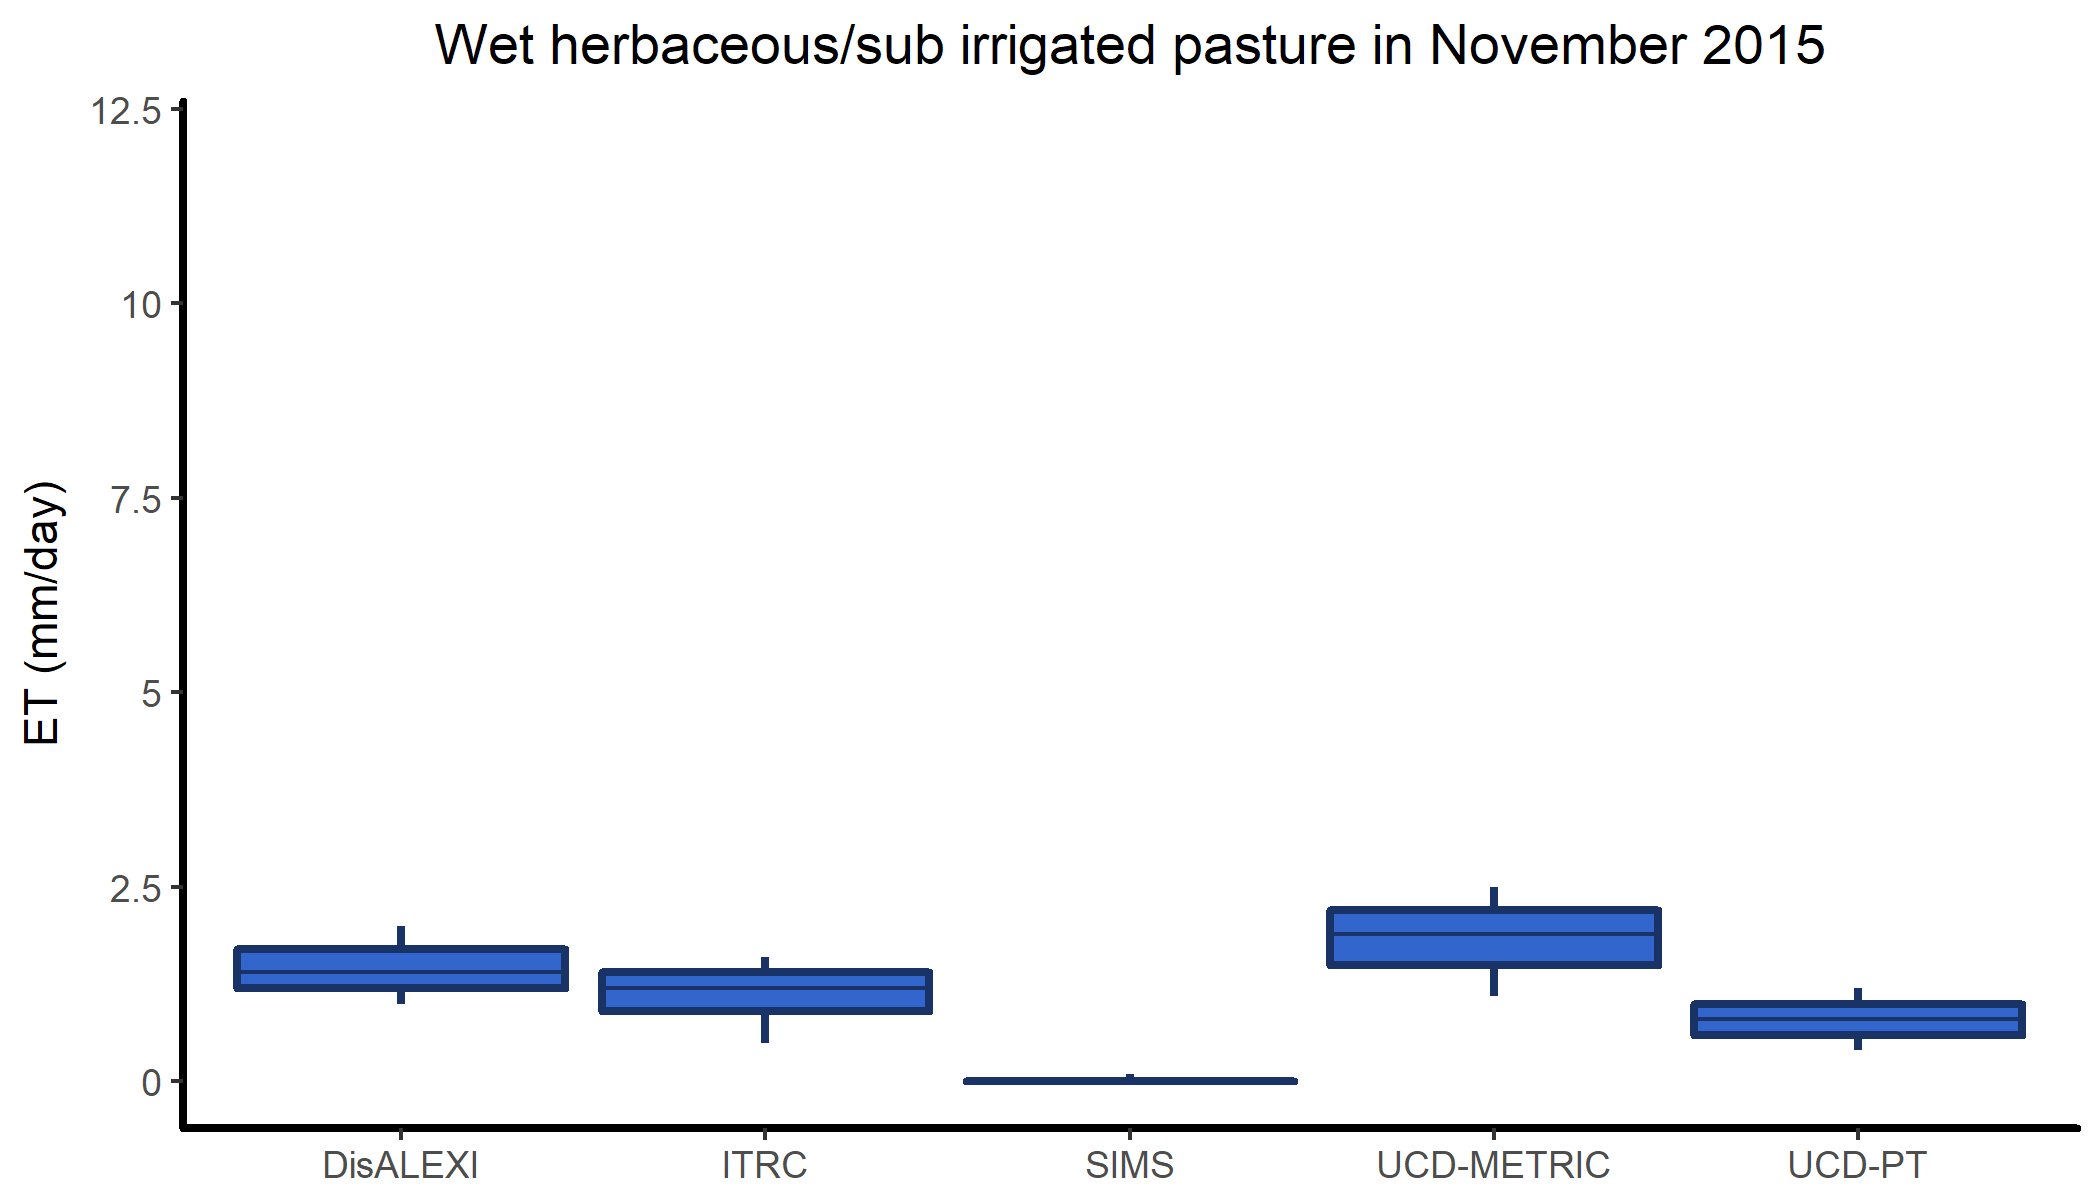 Wet herbaceous/sub irrigated pasture in November 2015
12.5
10
7.5
5
2.5
0
ET (mm/day)
DisALEXI
ITRC
SIMS
UCD-METRIC
UCD-PT